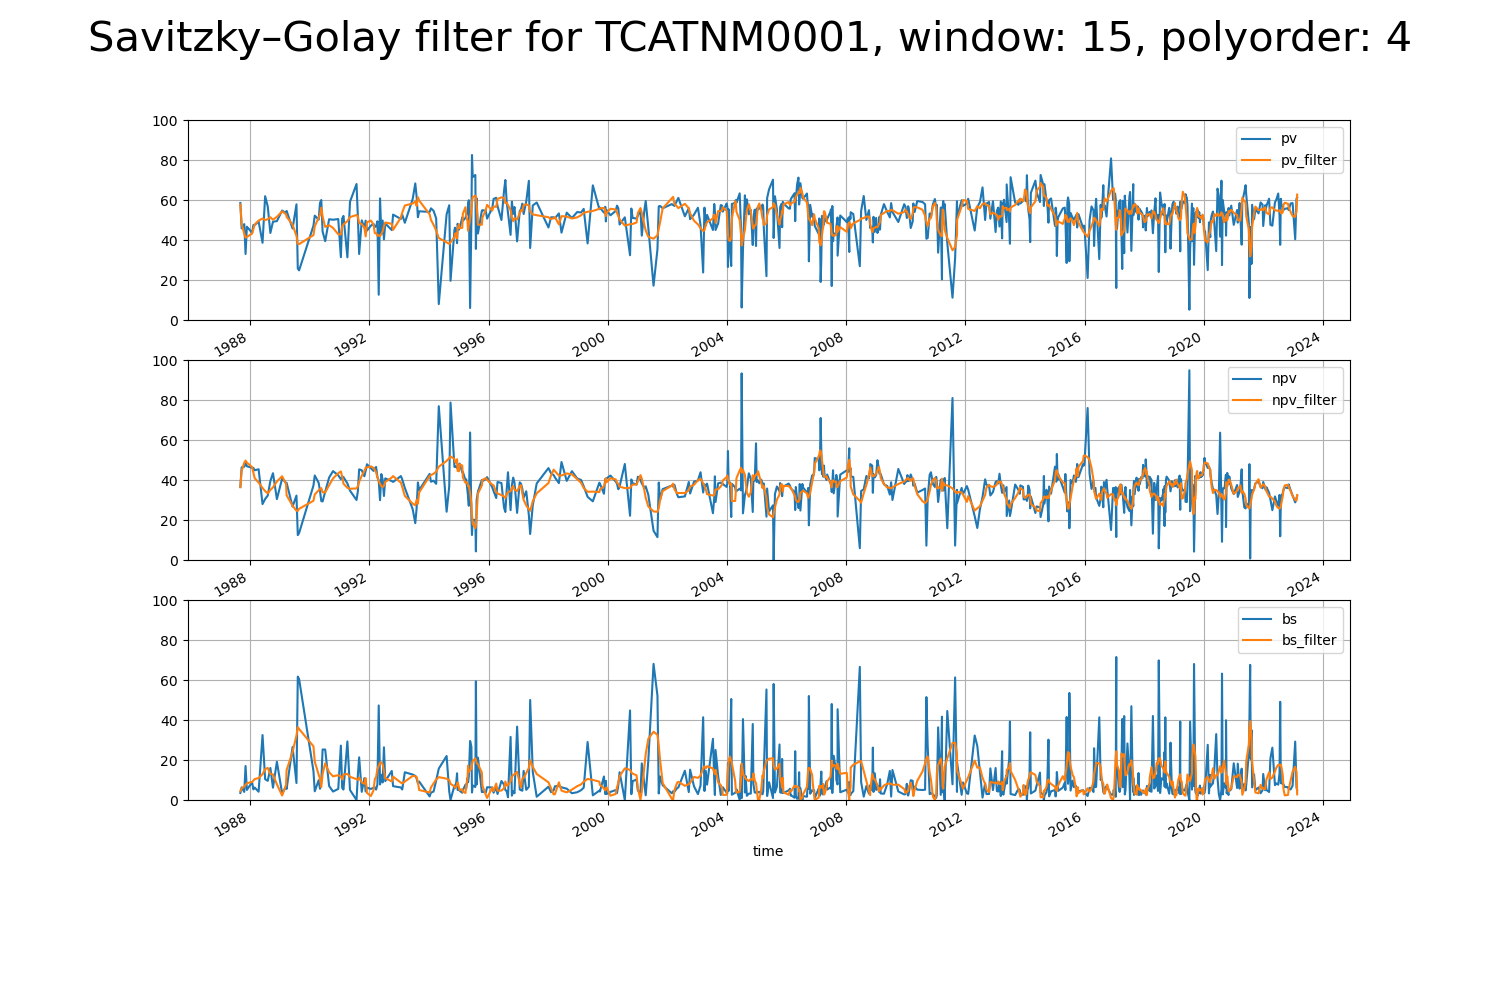 Savitzky–Golay filter for TCATNM0001, window: 15, polyorder: 4
100
80
60
40
20
0
pv
pv_filter
1988 1992 1996 2000 2004 2008 2012 2016 2020 2024
100
80
60
40
20
0
npv
npv_filter
1988 1992 1996 2000 2004 2008 2012 2016 2020 2024
100
80
60
40
20
0
bs
bs_filter
1988 1992 1996 2000 2004 2008 2012 2016 2020 2024
time